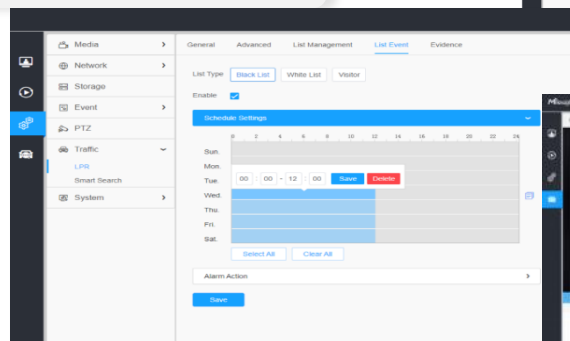 Media
Network
Storage
Event
PTZ
Traffic
LPR
Smart Search
System
General Advanced List Management List Event Evidence
List Type Black List White List Visitor
Enable
Schedule Settings
0 2 4 6 8 10 12 14 16 18 20 22 24
Sun.
Mon.
Tue. 00 : 00 - 12 : 00 Save Delete
Wed.
Thu.
Fri.
Sat.
Select All Clear All
Alarm Action
Save